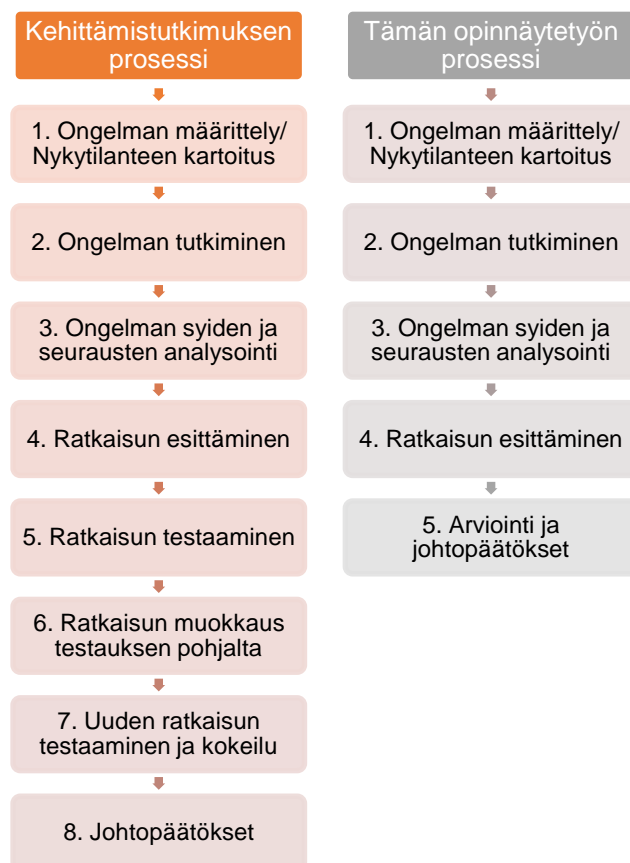 Kehittämistutkimuksen
prosessi
1. Ongelman määrittely/
Nykytilanteen kartoitus
2. Ongelman tutkiminen
3. Ongelman syiden ja
seurausten analysointi
4. Ratkaisun esittäminen
5. Ratkaisun testaaminen
6. Ratkaisun muokkaus
testauksen pohjalta
7. Uuden ratkaisun
testaaminen ja kokeilu
8. Johtopäätökset
Tämän opinnäytetyön
prosessi
1. Ongelman määrittely/
Nykytilanteen kartoitus
2. Ongelman tutkiminen
3. Ongelman syiden ja
seurausten analysointi
4. Ratkaisun esittäminen
5. Arviointi ja
johtopäätökset